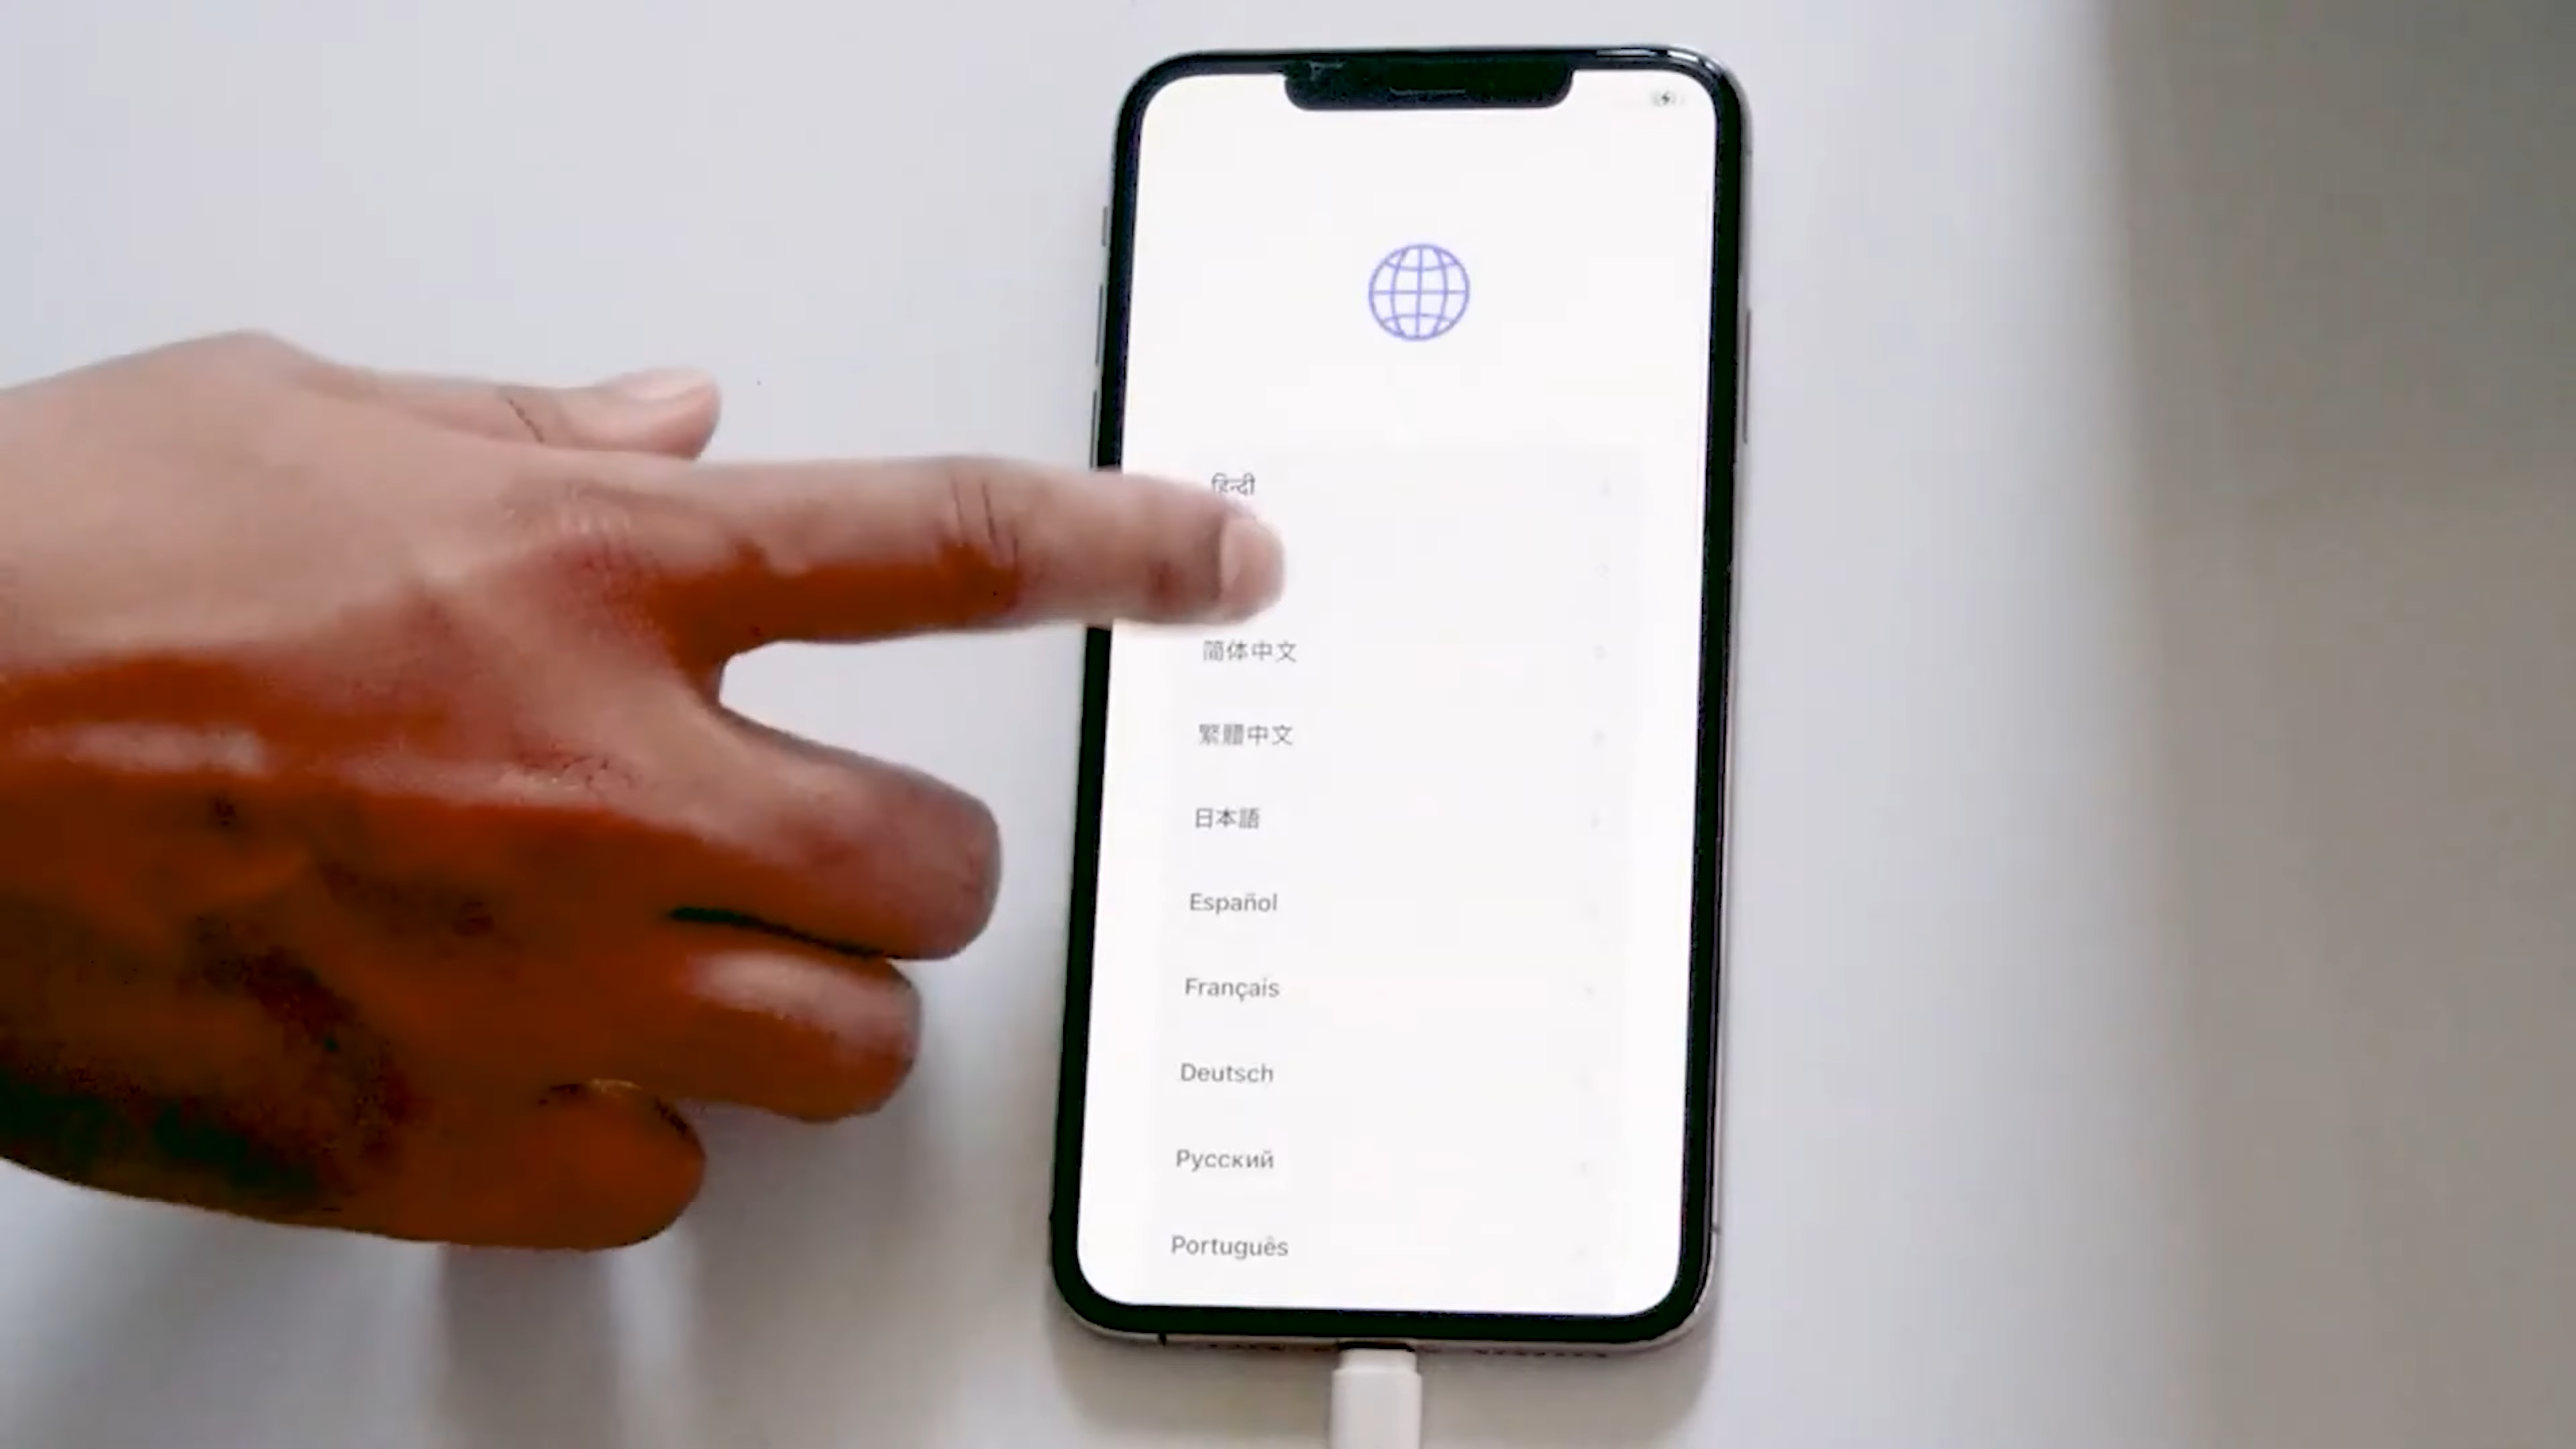 हिन्दी
简体中文
繁體中文
日本語
Español
Français
Deutsch
Русский
Português